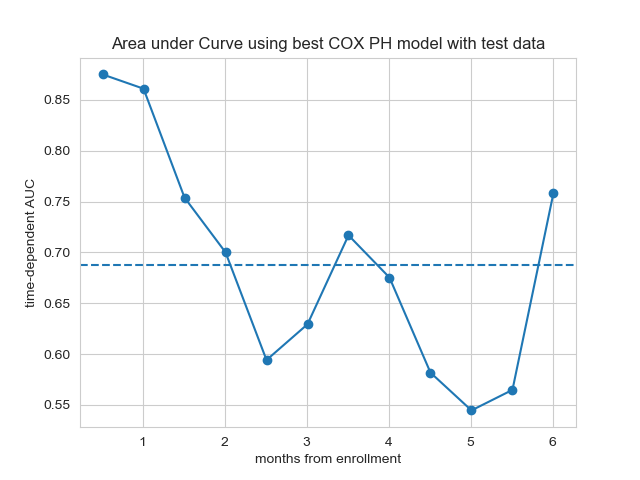 Area under Curve using best COX PH model with test data
time-dependent AUC
0.85
0.80
0.75
0.70
0.65
0.60
0.55
1 2 3 4 5 6
months from enrollment